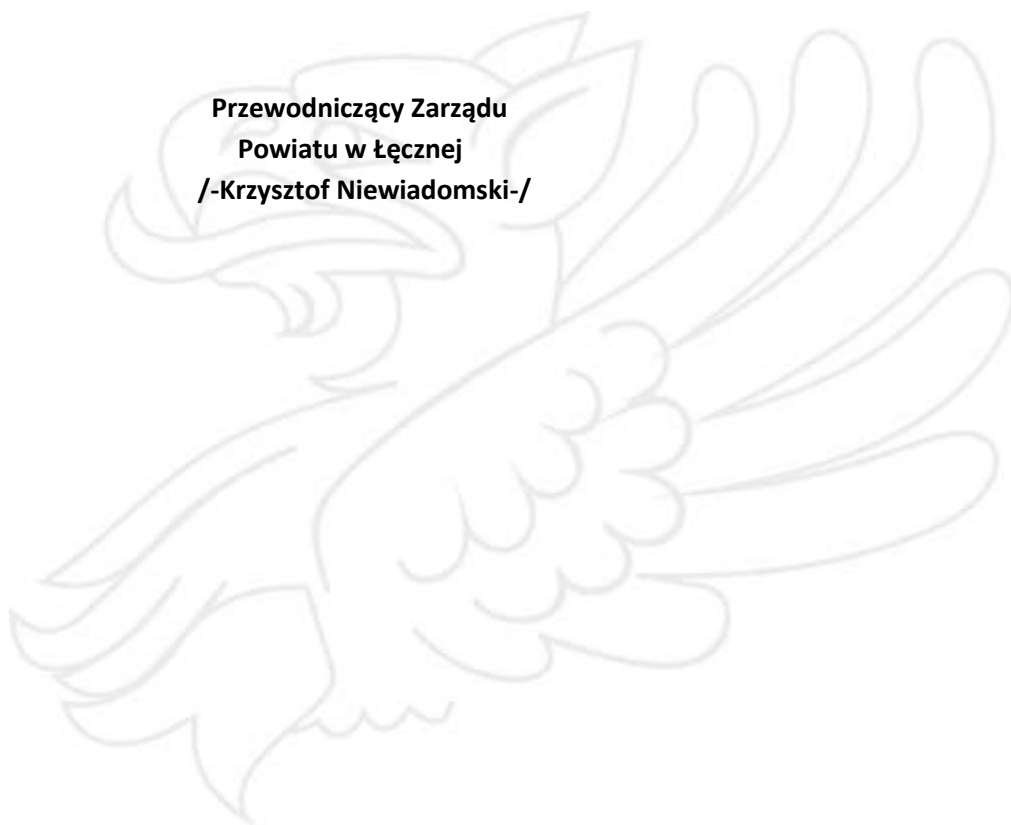 Przewodniczący Zarządu
Powiatu w Łęcznej
/-Krzysztof Niewiadomski-/